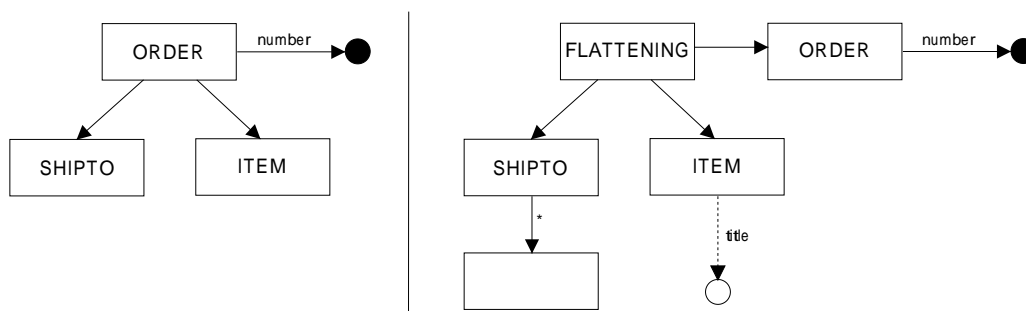 ORDER
number
SHIPTO
ITEM
FLATTENING
ORDER
number
SHIPTO
ITEM
*
title